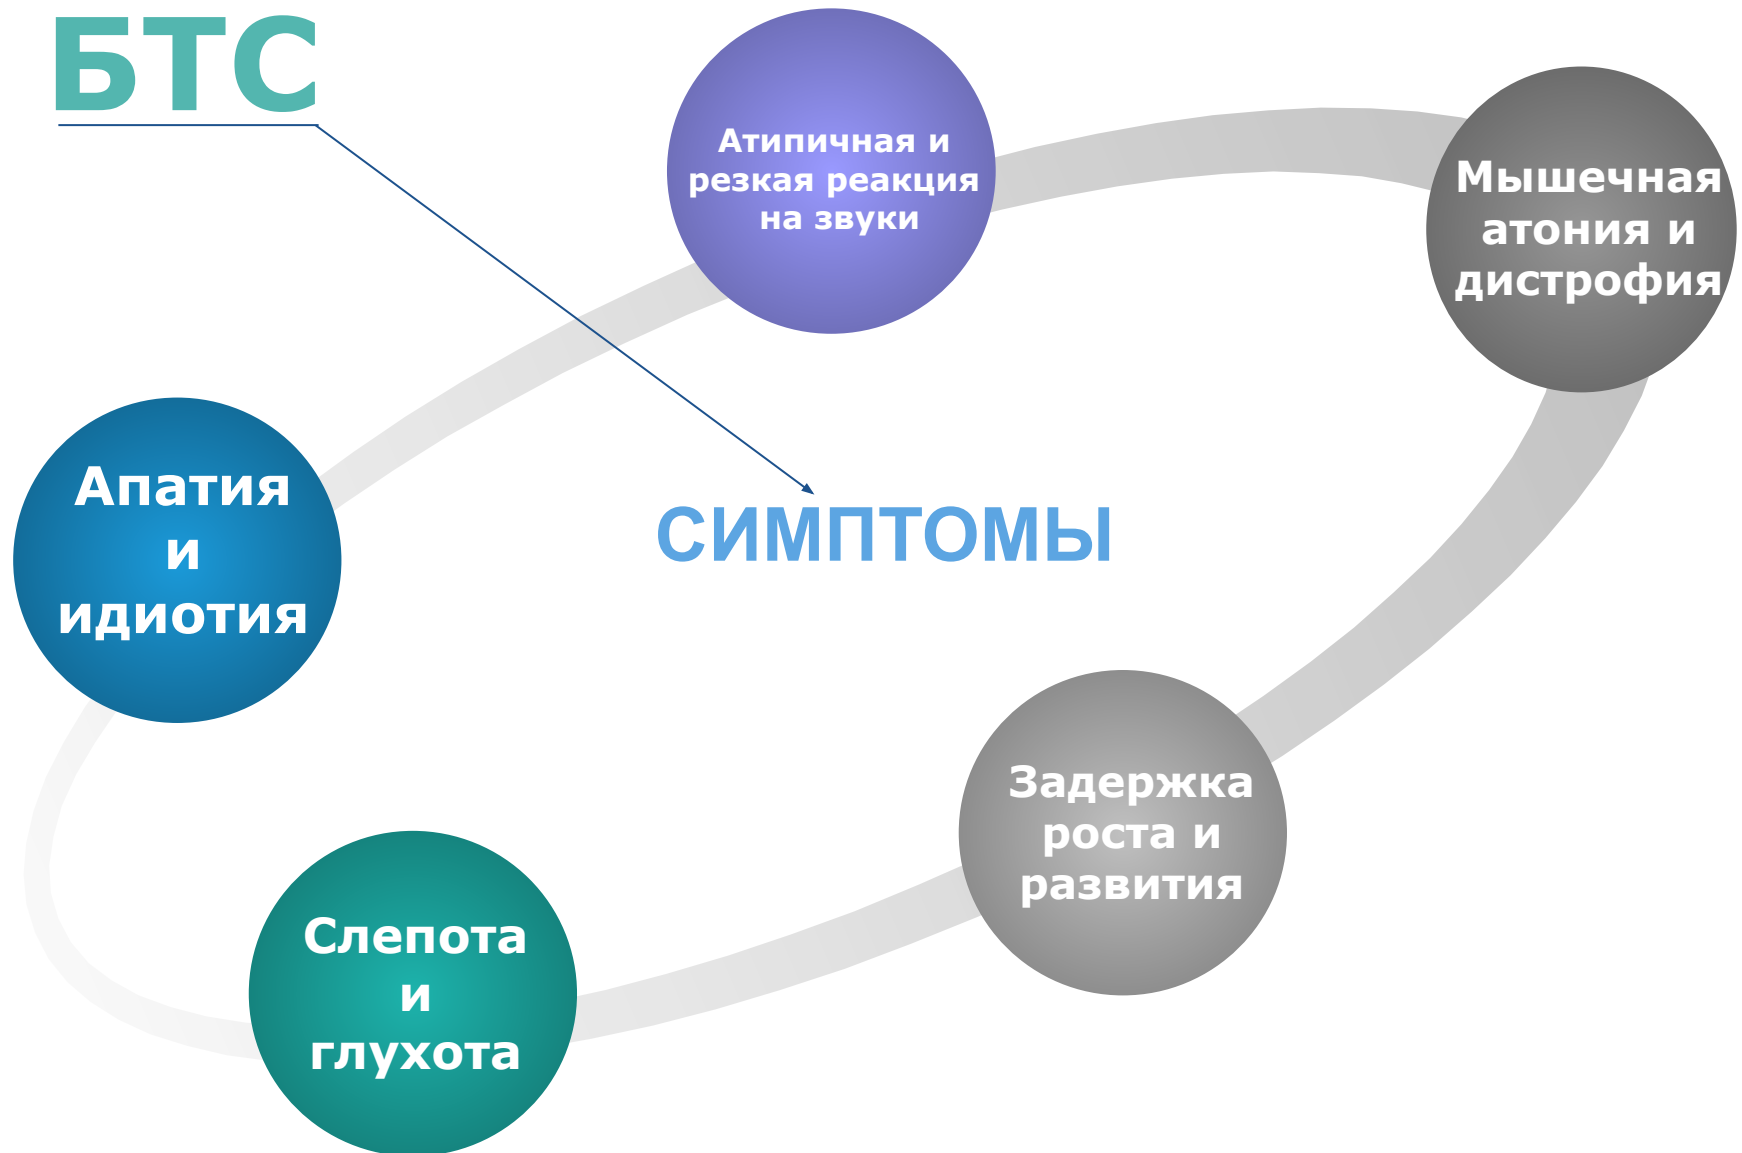 БТС
Атипичная и
резкая реакция
на звуки
Мышечная
атония и
дистрофия
Апатия
и
идиотия
СИМПТОМЫ
Задержка
роста и
развития
Слепота
и
глухота